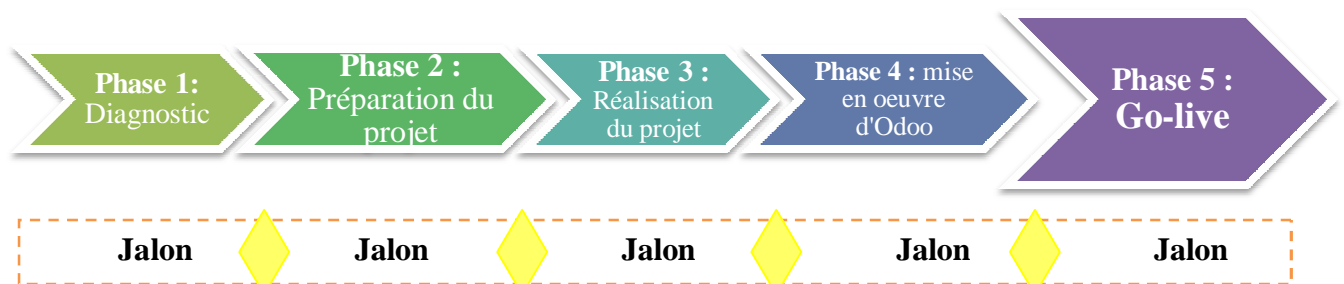 Phase 1:
Diagnostic
Phase 2 :
Préparation du
projet
Phase 3 :
Réalisation
du projet
Phase 4 : mise
en oeuvre
d'Odoo
Phase 5 :
Go-live
Jalon
Jalon
Jalon
Jalon
Jalon